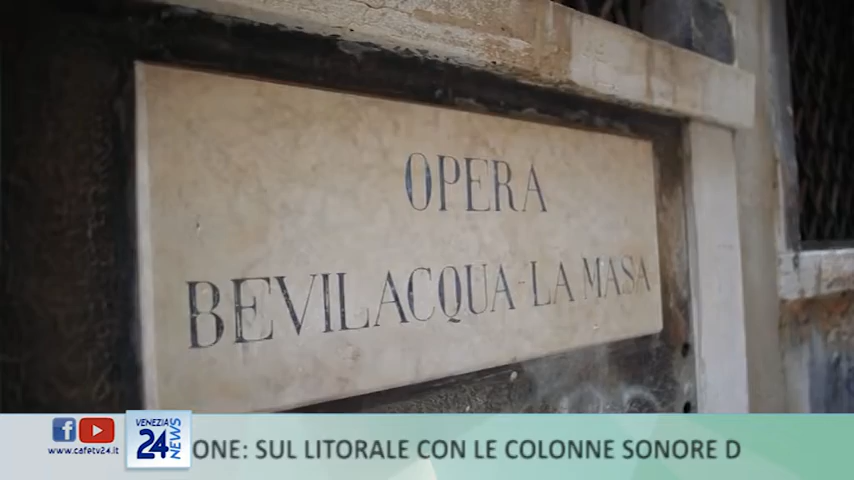 OPERA
BEVILACQUA-LA MASA
www.cafetv24.it
VENEZIA
24 NEWS
ONE: SUL LITORALE CON LE COLONNE SONORE D